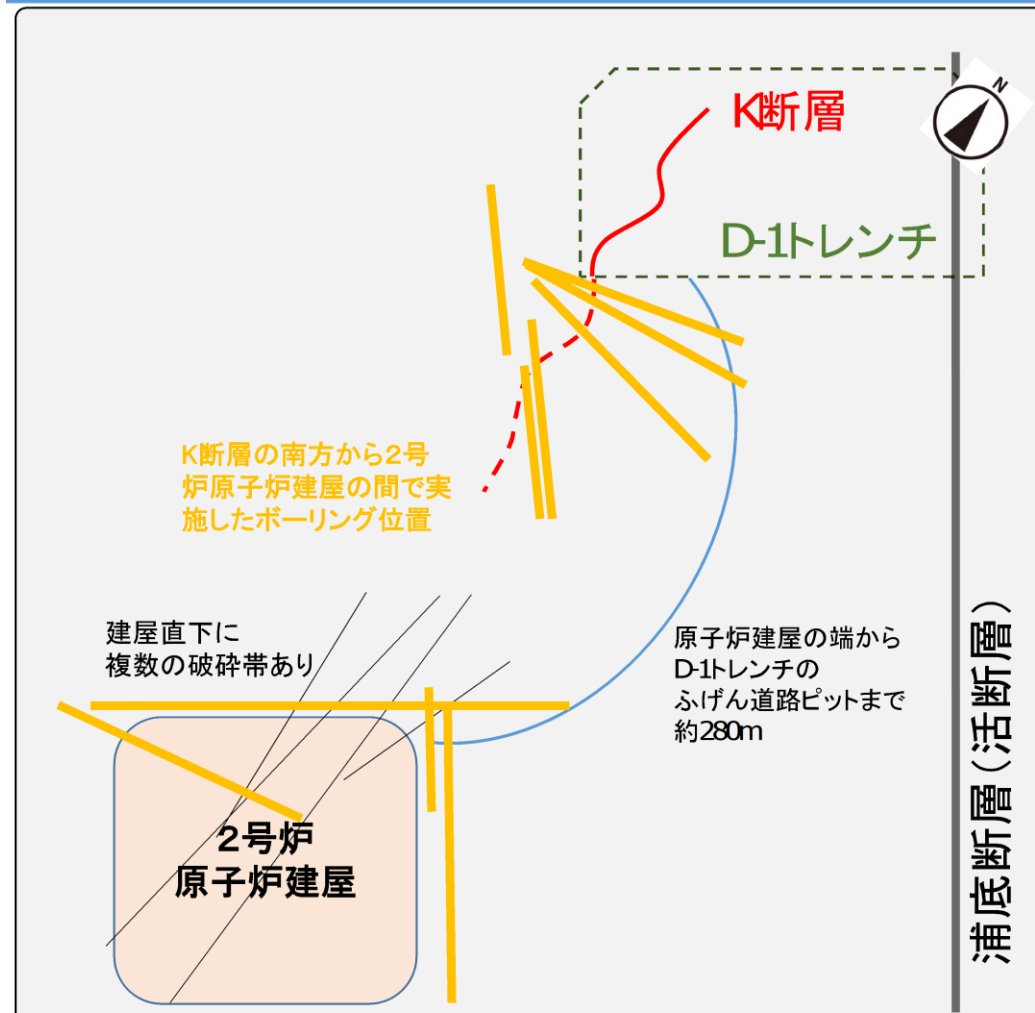 N
K断層
D-1トレンチ
K断層の南方から2号
炉原子炉建屋の間で実
施したボーリング位置
建屋直下に
複数の破砕帯あり
原子炉建屋の端から
D-1トレンチの
ふげん道路ピットまで
約280m
2号炉
原子炉建屋
浦底断層(活断層)